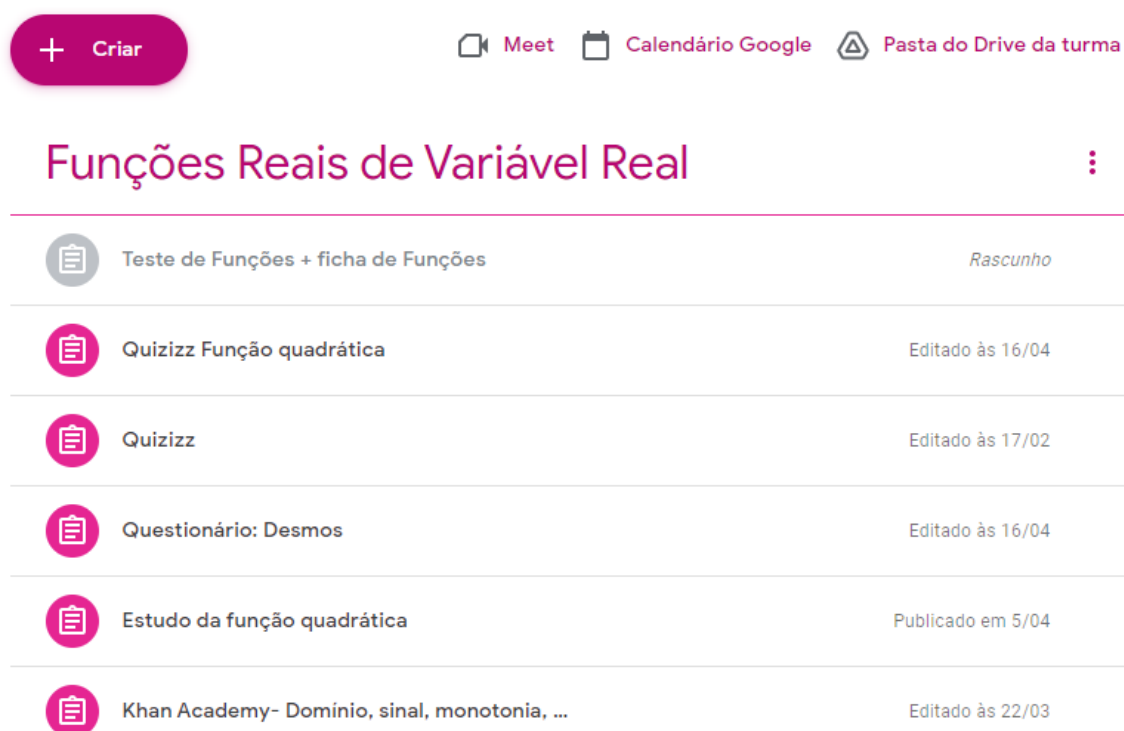 Criar
Meet Calendário Google Pasta do Drive da turma
Funções Reais de Variável Real
Teste de Funções + ficha de Funções Rascunho
Quizizz Função quadrática Editado às 16/04
Quizizz Editado às 17/02
Questionário: Desmos Editado às 16/04
Estudo da função quadrática Publicado em 5/04
Khan Academy- Domínio, sinal, monotonia, ... Editado às 22/03